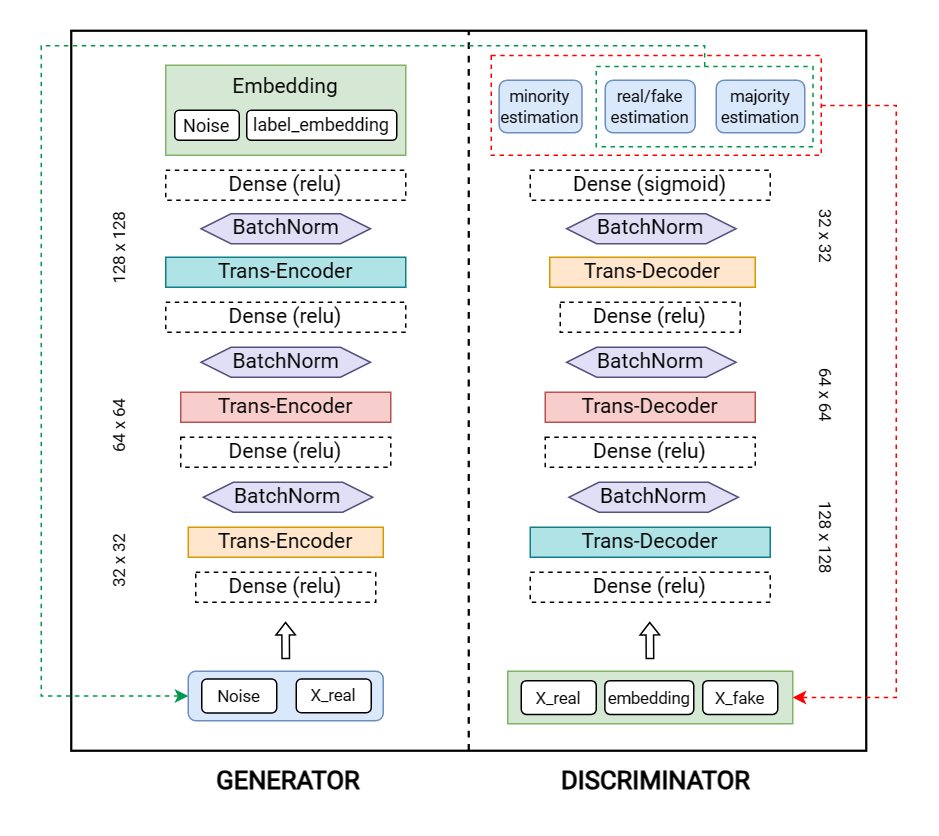 Embedding
Noise
label_embedding
Dense (relu)
BatchNorm
Trans-Encoder
Dense (relu)
BatchNorm
Trans-Encoder
Dense (relu)
BatchNorm
Trans-Encoder
Dense (relu)
128 x 128
64 x 64
32 x 32
Noise
X_real
GENERATOR
minority
estimation
real/fake
estimation
majority
estimation
Dense (sigmoid)
BatchNorm
Trans-Decoder
Dense (relu)
BatchNorm
Trans-Decoder
Dense (relu)
BatchNorm
Trans-Decoder
Dense (relu)
32 x 32
64 x 64
128 x 128
X_real
embedding
X_fake
DISCRIMINATOR